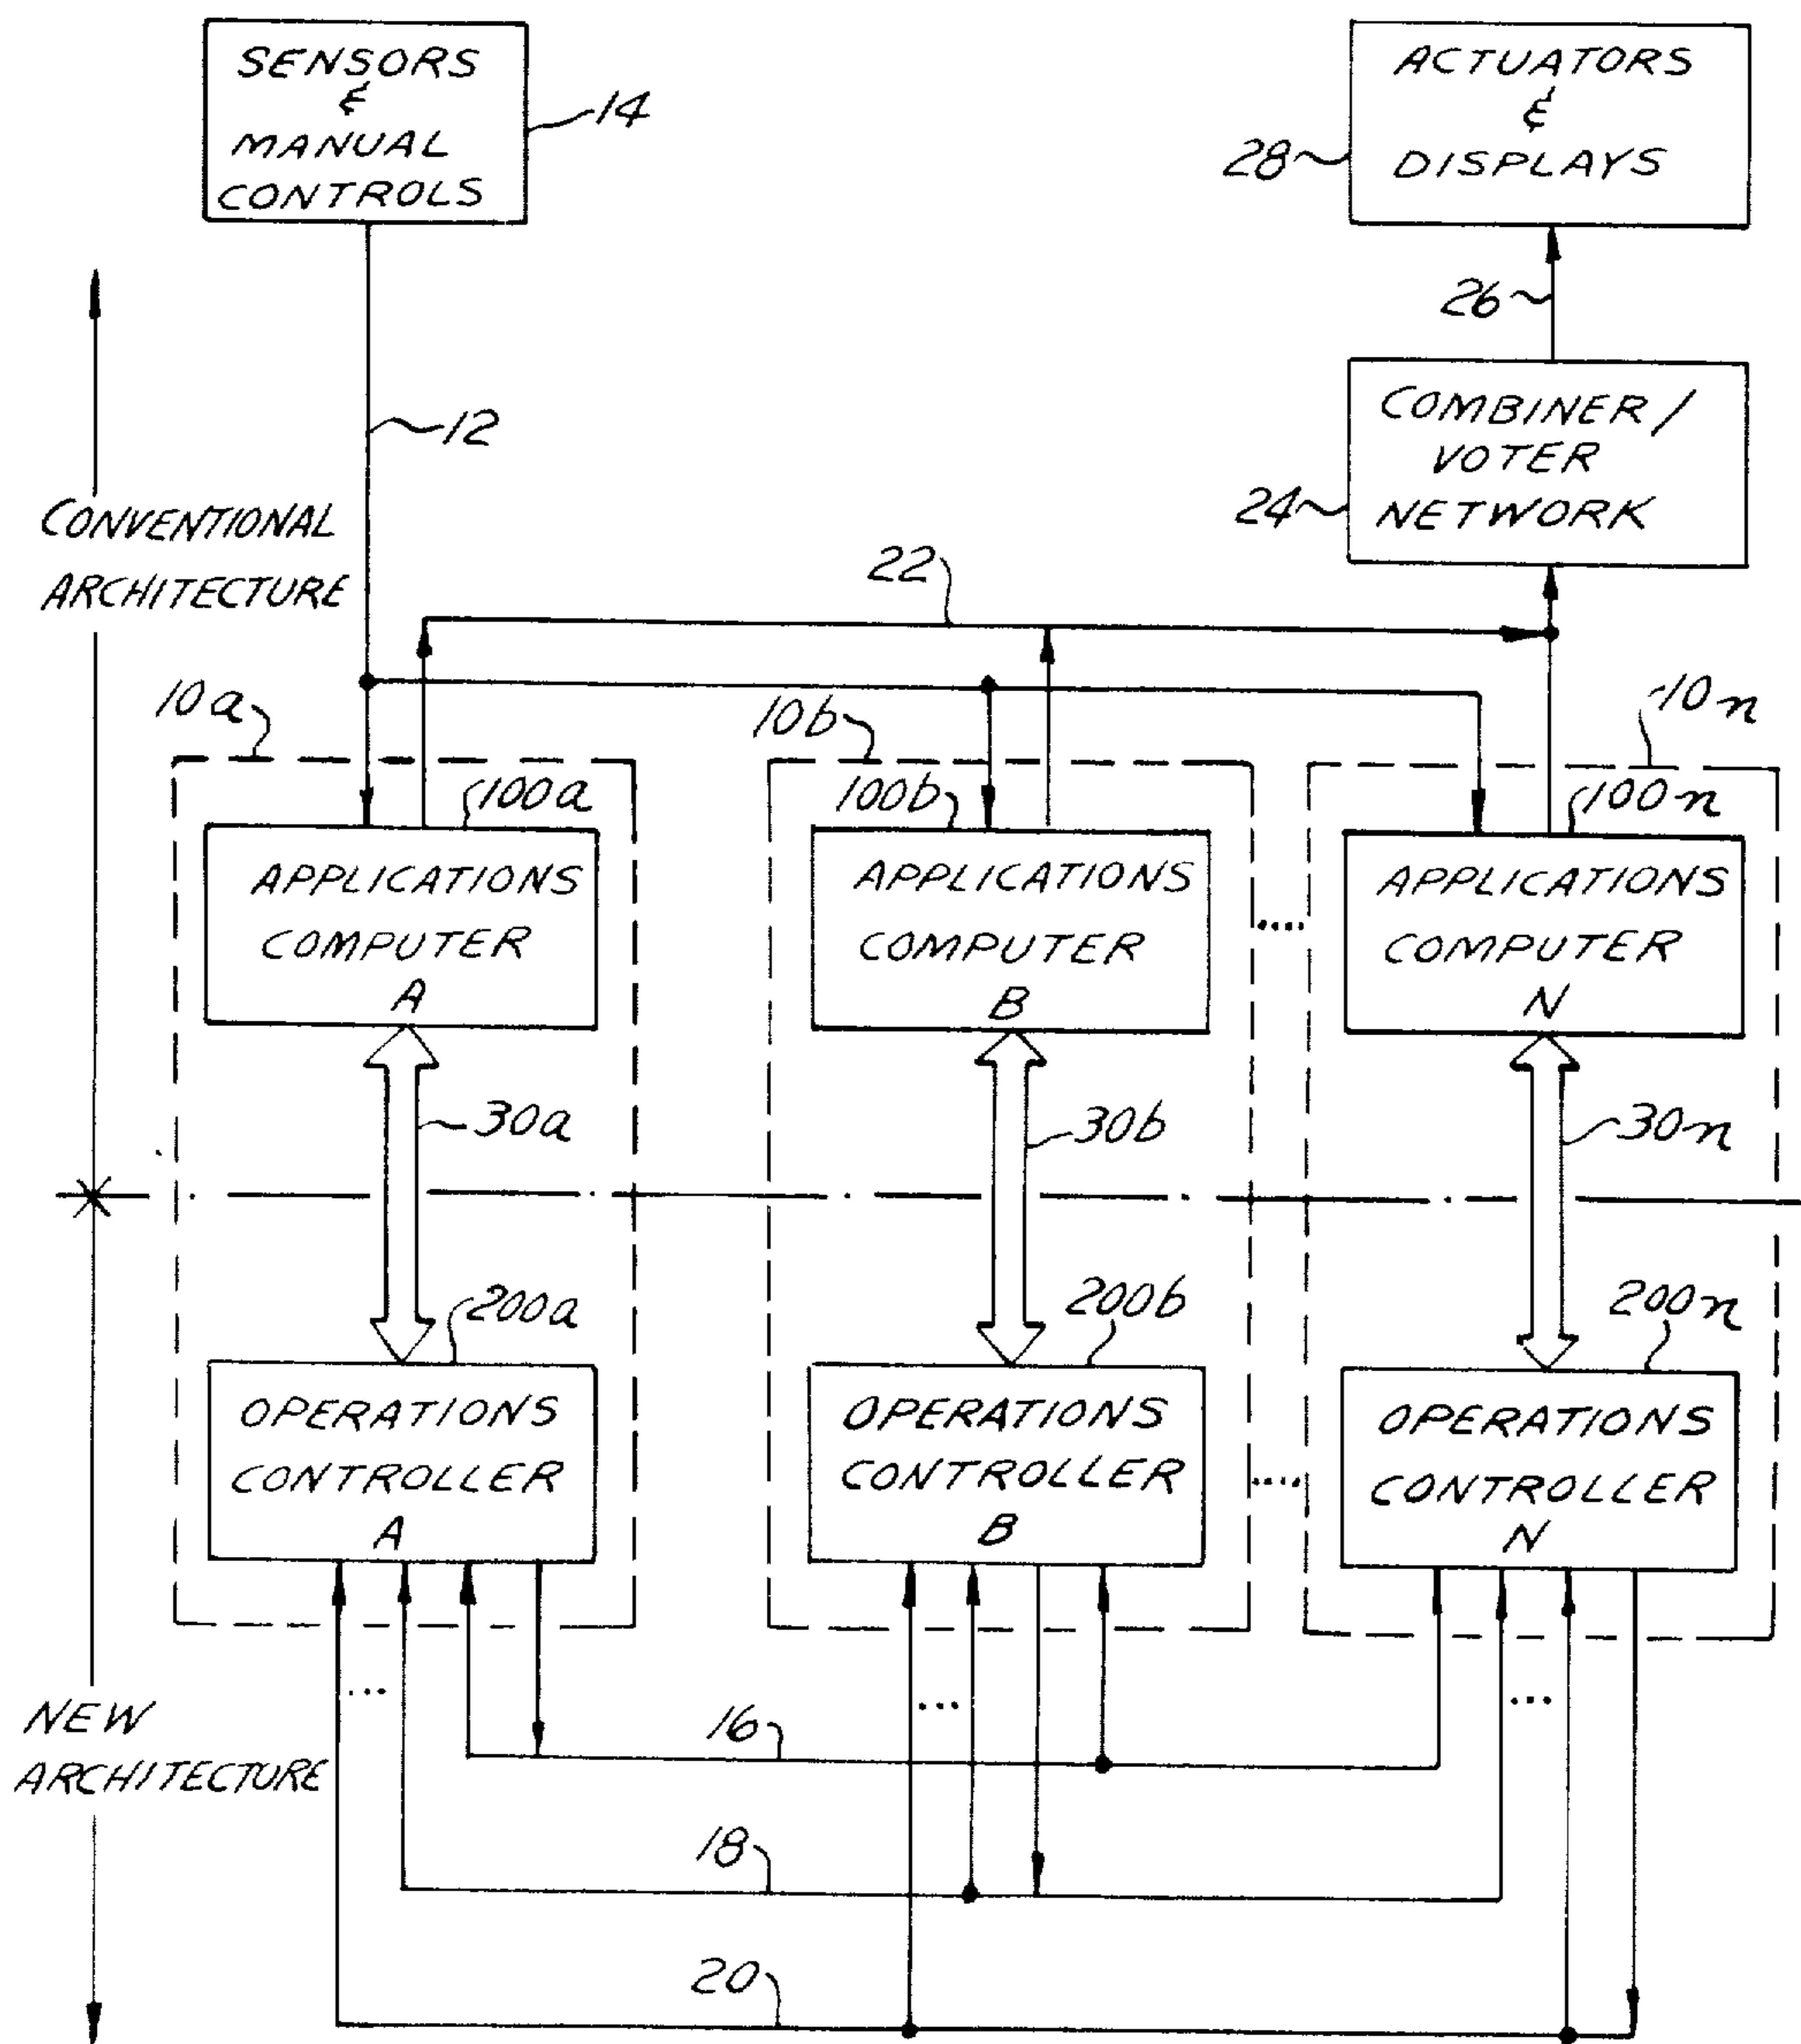 SENSORS
&
MANUAL
CONTROLS
14
ACTUATORS
&
DISPLAYS
28
26
12
COMBINER/
VOTER
NETWORK
24
CONVENTIONAL
ARCHITECTURE
22
10a
10b
10n
100a
100b
100n
APPLICATIONS
COMPUTER
A
APPLICATIONS
COMPUTER
B
....
APPLICATIONS
COMPUTER
N
30a
30b
30n
200a
200b
200n
OPERATIONS
CONTROLLER
A
OPERATIONS
CONTROLLER
B
....
OPERATIONS
CONTROLLER
N
...
...
...
NEW
ARCHITECTURE
16
18
20